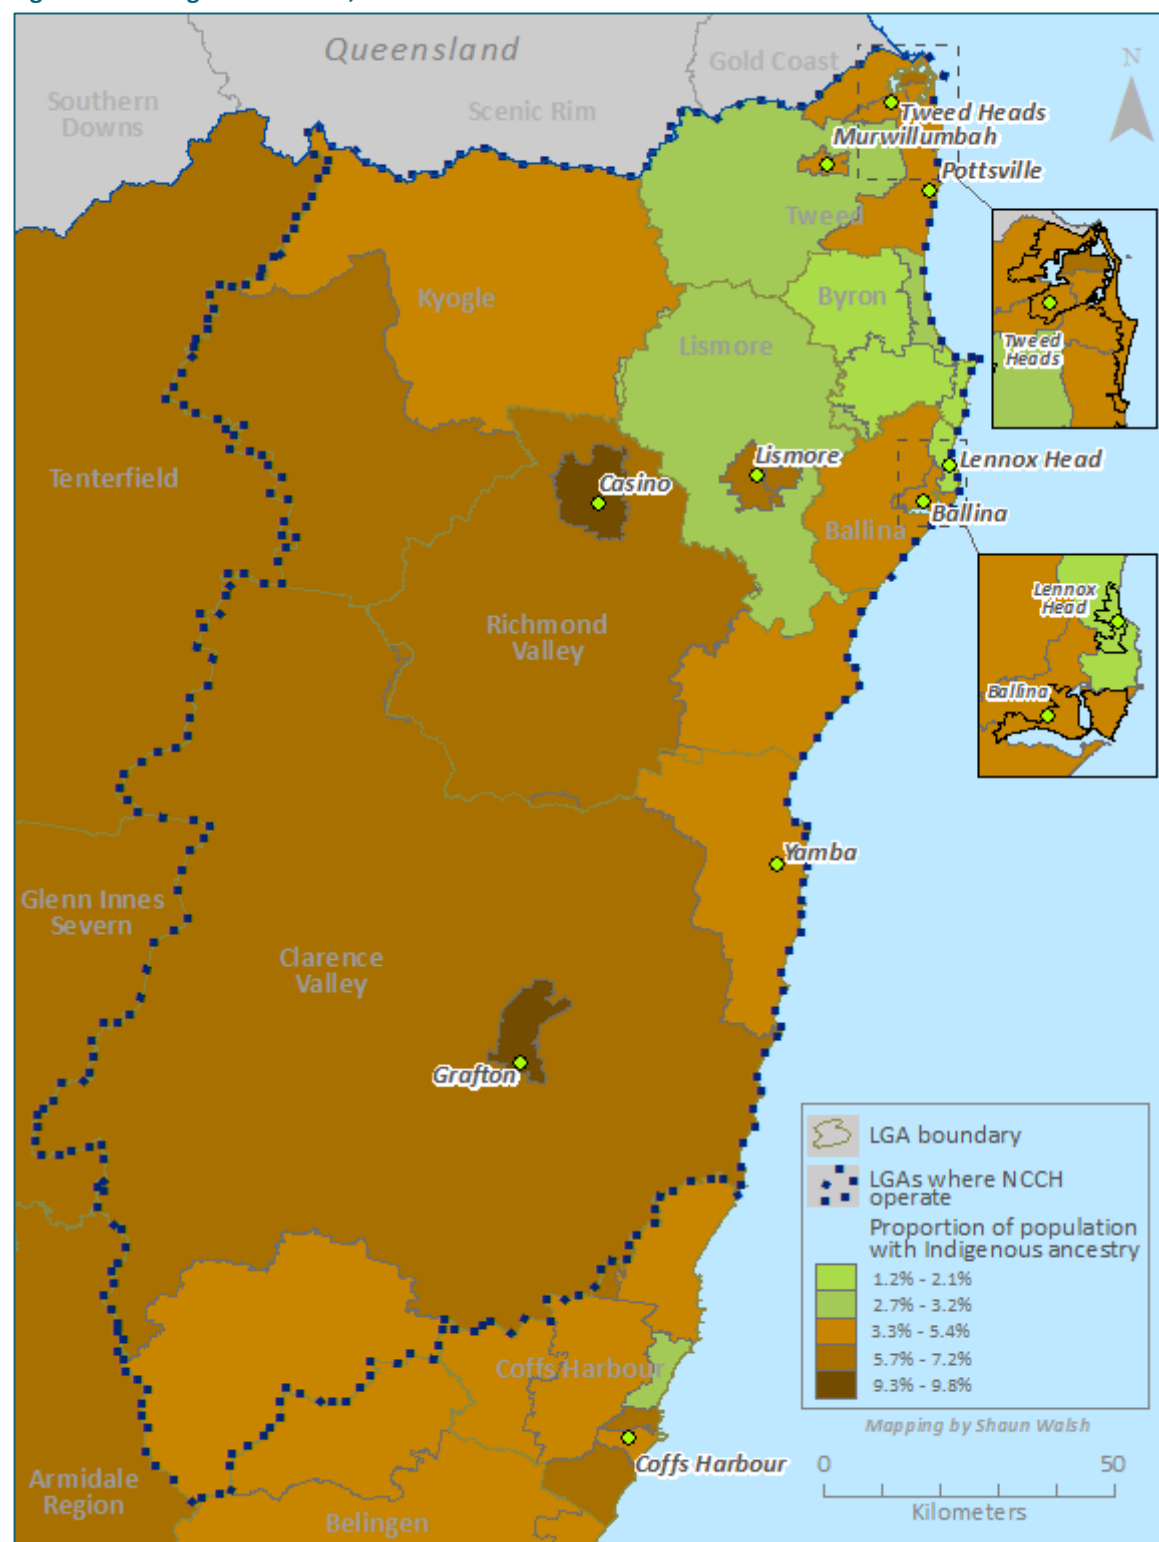 Queensland
Gold Coast
N
Southern
Downs
Scenic Rim
Tweed Heads
Murwillumbah
Pottsville
Tweed
Kyogle
Byron
Lismore
Tweed
Heads
Tenterfield
Casino
Lismore
Lennox Head
Ballina
Ballina
Richmond
Valley
Lennox
Head
Ballina
Yamba
Glenn Innes
Severn
Clarence
Valley
Grafton
LGA boundary
LGAs where NCCH
operate
Proportion of population
with Indigenous ancestry
1.2% - 2.1%
2.7% - 3.2%
3.3% - 5.4%
5.7% - 7.2%
9.3% - 9.8%
Coffs Harbour
Mapping by Shaun Walsh
Coffs Harbour
0 50
Kilometers
Armidale
Region
Belingen